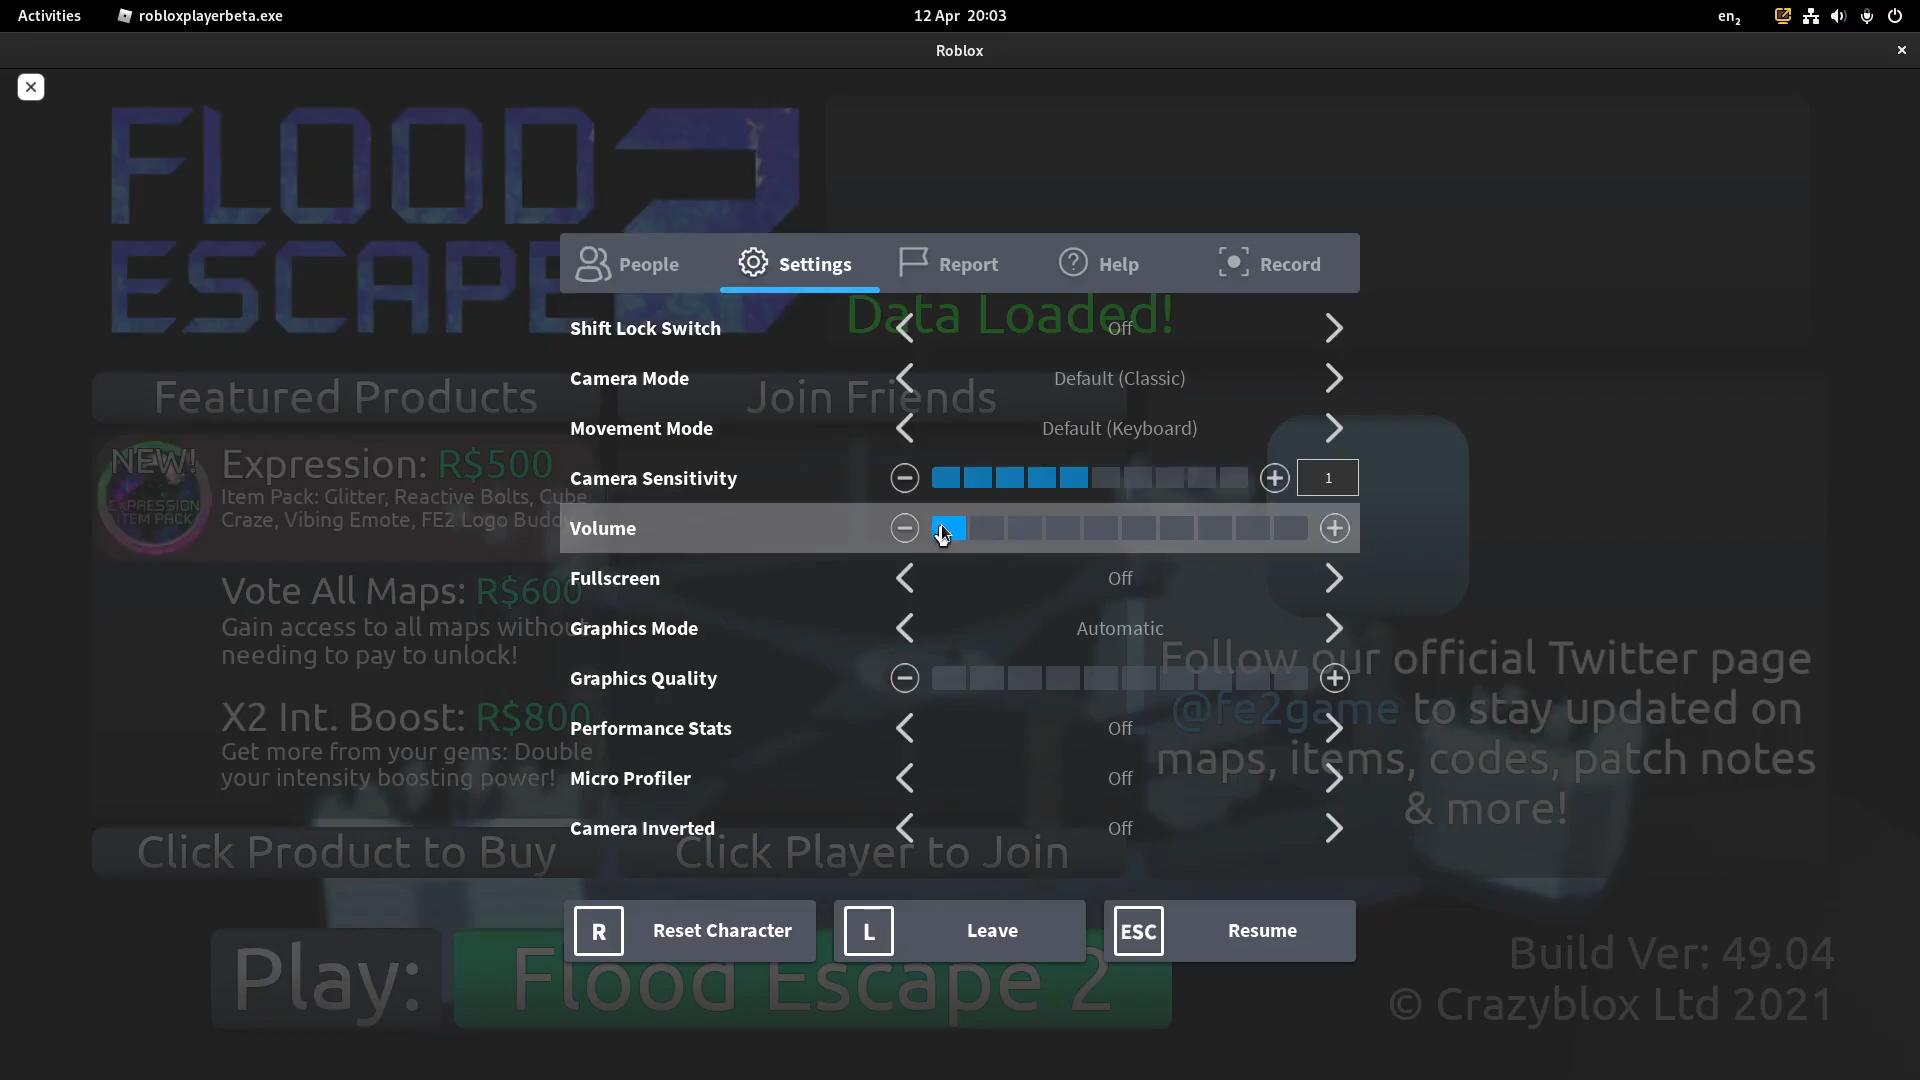 Activities
robloxplayerbeta.exe
12 Apr 20:03
en₂
Roblox
FLOOD
ESCAPE 2
Data Loaded!
People
Settings
Report
Help
Record
Shift Lock Switch
Off
Camera Mode
Default (Classic)
Movement Mode
Default (Keyboard)
Camera Sensitivity
1
Volume
Fullscreen
Off
Graphics Mode
Automatic
Graphics Quality
Performance Stats
Off
Micro Profiler
Off
Camera Inverted
Off
R
Reset Character
L
Leave
ESC
Resume
Featured Products
Join Friends
NEW!
EXPRESSION
ITEM PACK
Expression: R$500
Item Pack: Glitter, Reactive Bolts, Cube
Craze, Vibing Emote, FE2 Logo
Vote All Maps: R$600
Gain access to all maps without
needing to pay to unlock!
X2 Int. Boost: R$800
Get more from your gems: Double
your intensity boosting power!
Click Product to Buy
Click Player to Join
Follow our official Twitter page
@fe2game to stay updated on
maps, items, codes, patch notes
& more!
Play:
Flood Escape 2
Build Ver: 49.04
© Crazyblox Ltd 2021